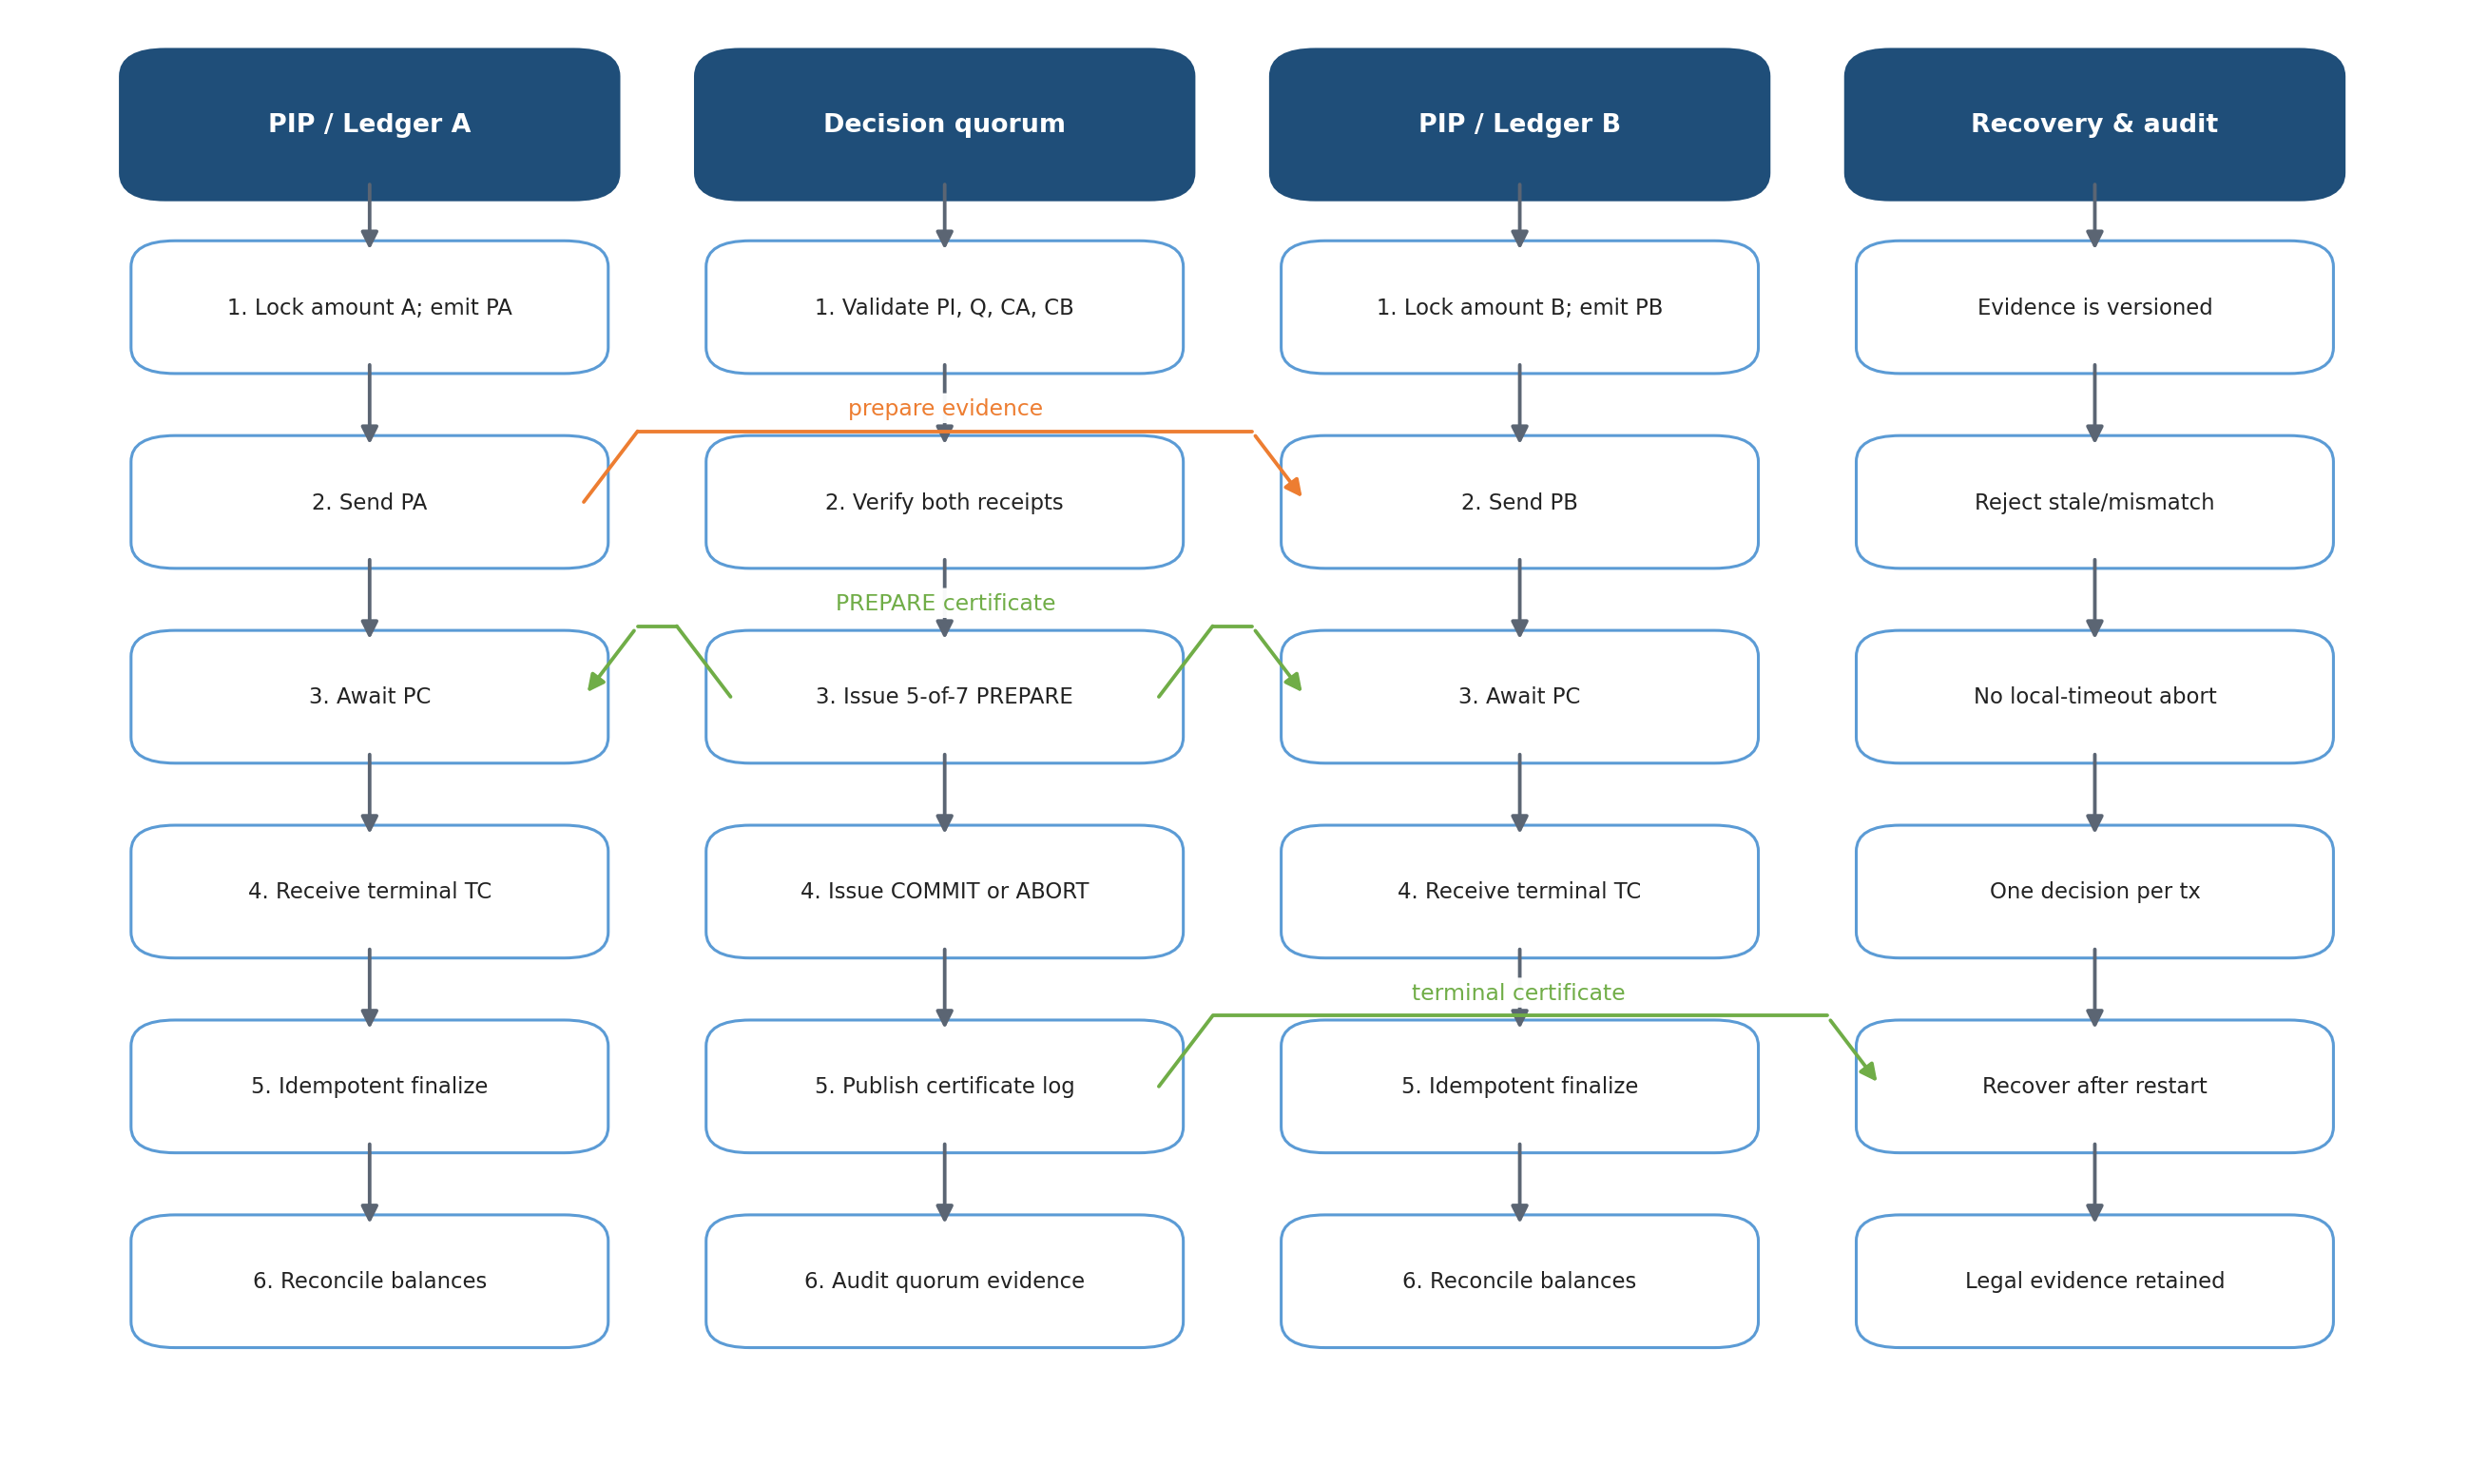 PIP / Ledger A
Decision quorum
PIP / Ledger B
Recovery & audit
1. Lock amount A; emit PA
1. Validate PI, Q, CA, CB
1. Lock amount B; emit PB
Evidence is versioned
prepare evidence
2. Send PA
2. Verify both receipts
2. Send PB
Reject stale/mismatch
PREPARE certificate
3. Await PC
3. Issue 5-of-7 PREPARE
3. Await PC
No local-timeout abort
4. Receive terminal TC
4. Issue COMMIT or ABORT
4. Receive terminal TC
One decision per tx
terminal certificate
5. Idempotent finalize
5. Publish certificate log
5. Idempotent finalize
Recover after restart
6. Reconcile balances
6. Audit quorum evidence
6. Reconcile balances
Legal evidence retained